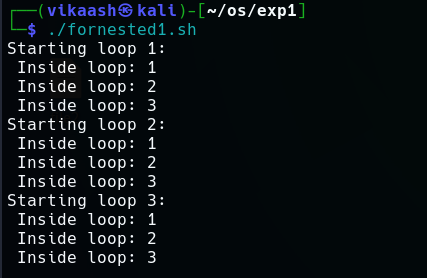 ┌──(vikaash㉿kali)-[~/os/exp1]
└─$ ./fornested1.sh
Starting loop 1:
 Inside loop: 1
 Inside loop: 2
 Inside loop: 3
Starting loop 2:
 Inside loop: 1
 Inside loop: 2
 Inside loop: 3
Starting loop 3:
 Inside loop: 1
 Inside loop: 2
 Inside loop: 3